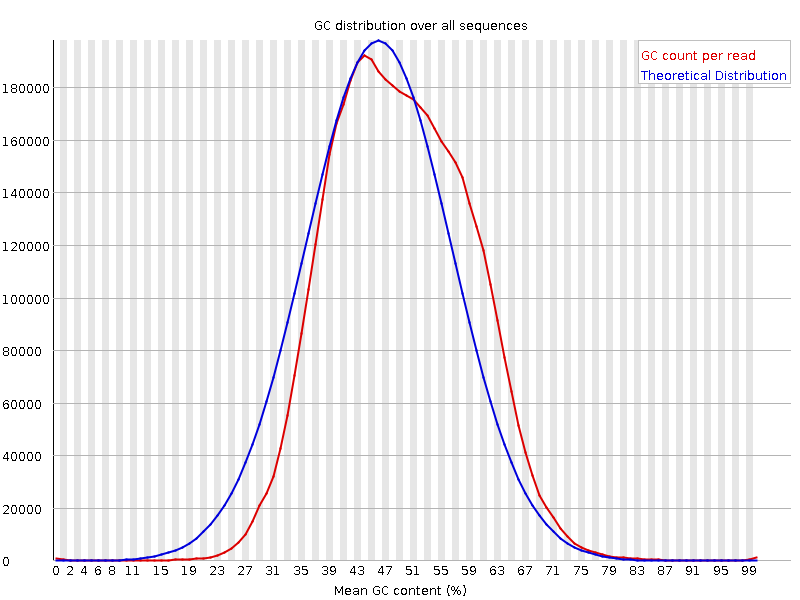 GC distribution over all sequences
GC count per read
Theoretical Distribution
180000
160000
140000
120000
100000
80000
60000
40000
20000
0
0 2 4 6 8 11 15 19 23 27 31 35 39 43 47 51 55 59 63 67 71 75 79 83 87 91 95 99
Mean GC content (%)